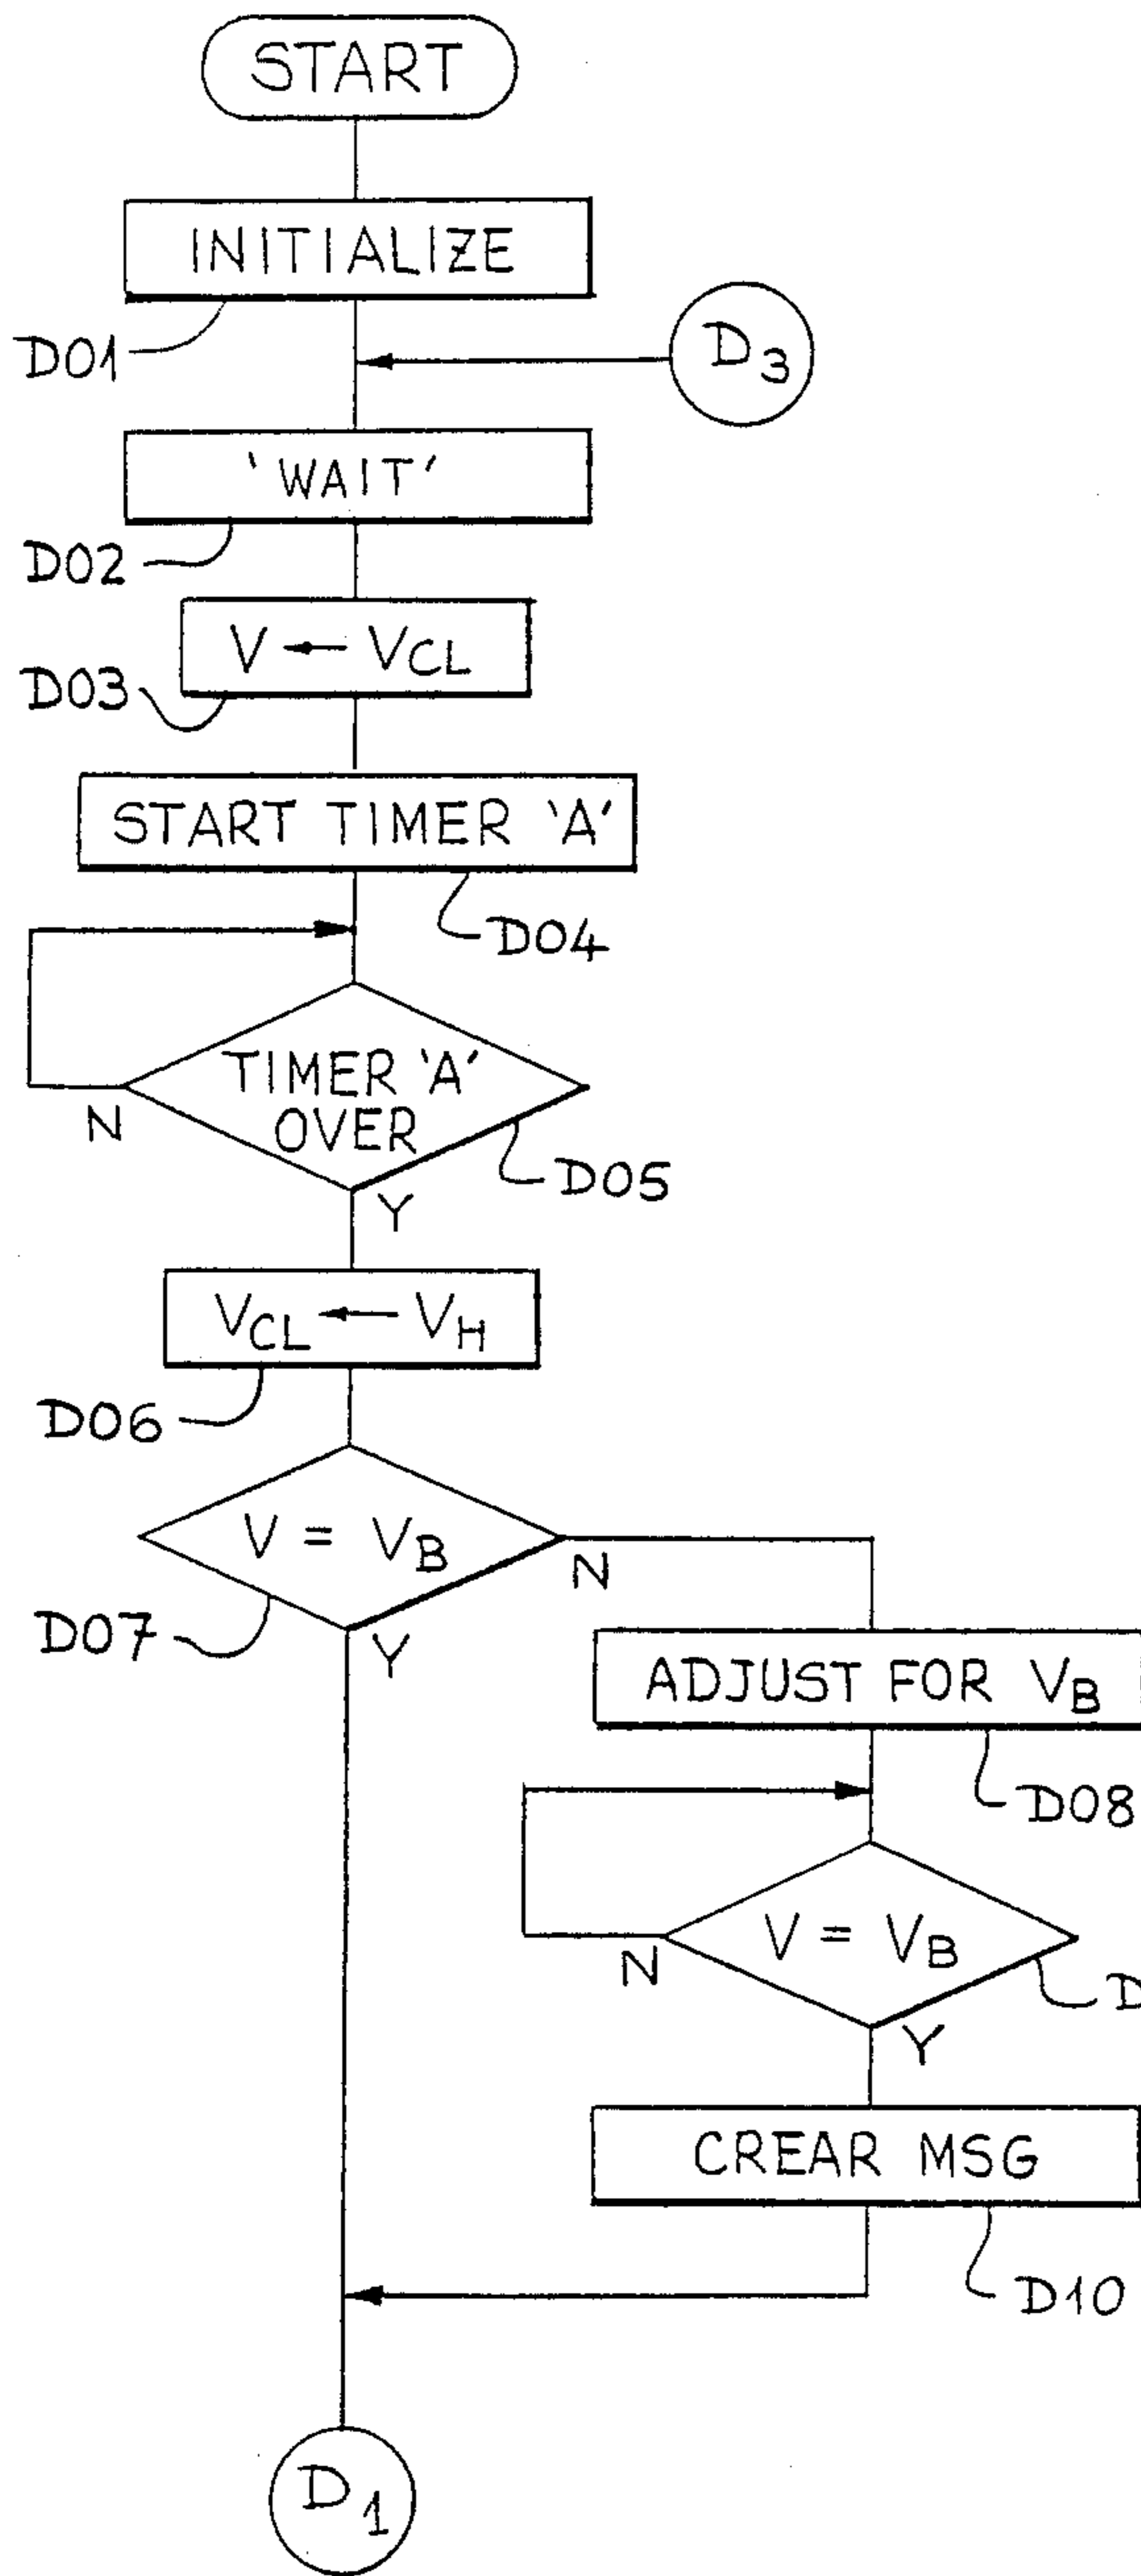 START
INITIALIZE
D01
D3
'WAIT'
D02
V ← VCL
D03
START TIMER 'A'
D04
TIMER 'A'
OVER
N
D05
Y
VCL ← VH
D06
V = VB
N
D07
Y
ADJUST FOR VB
D08
V = VB
N
D
Y
CREAR MSG
D10
D1